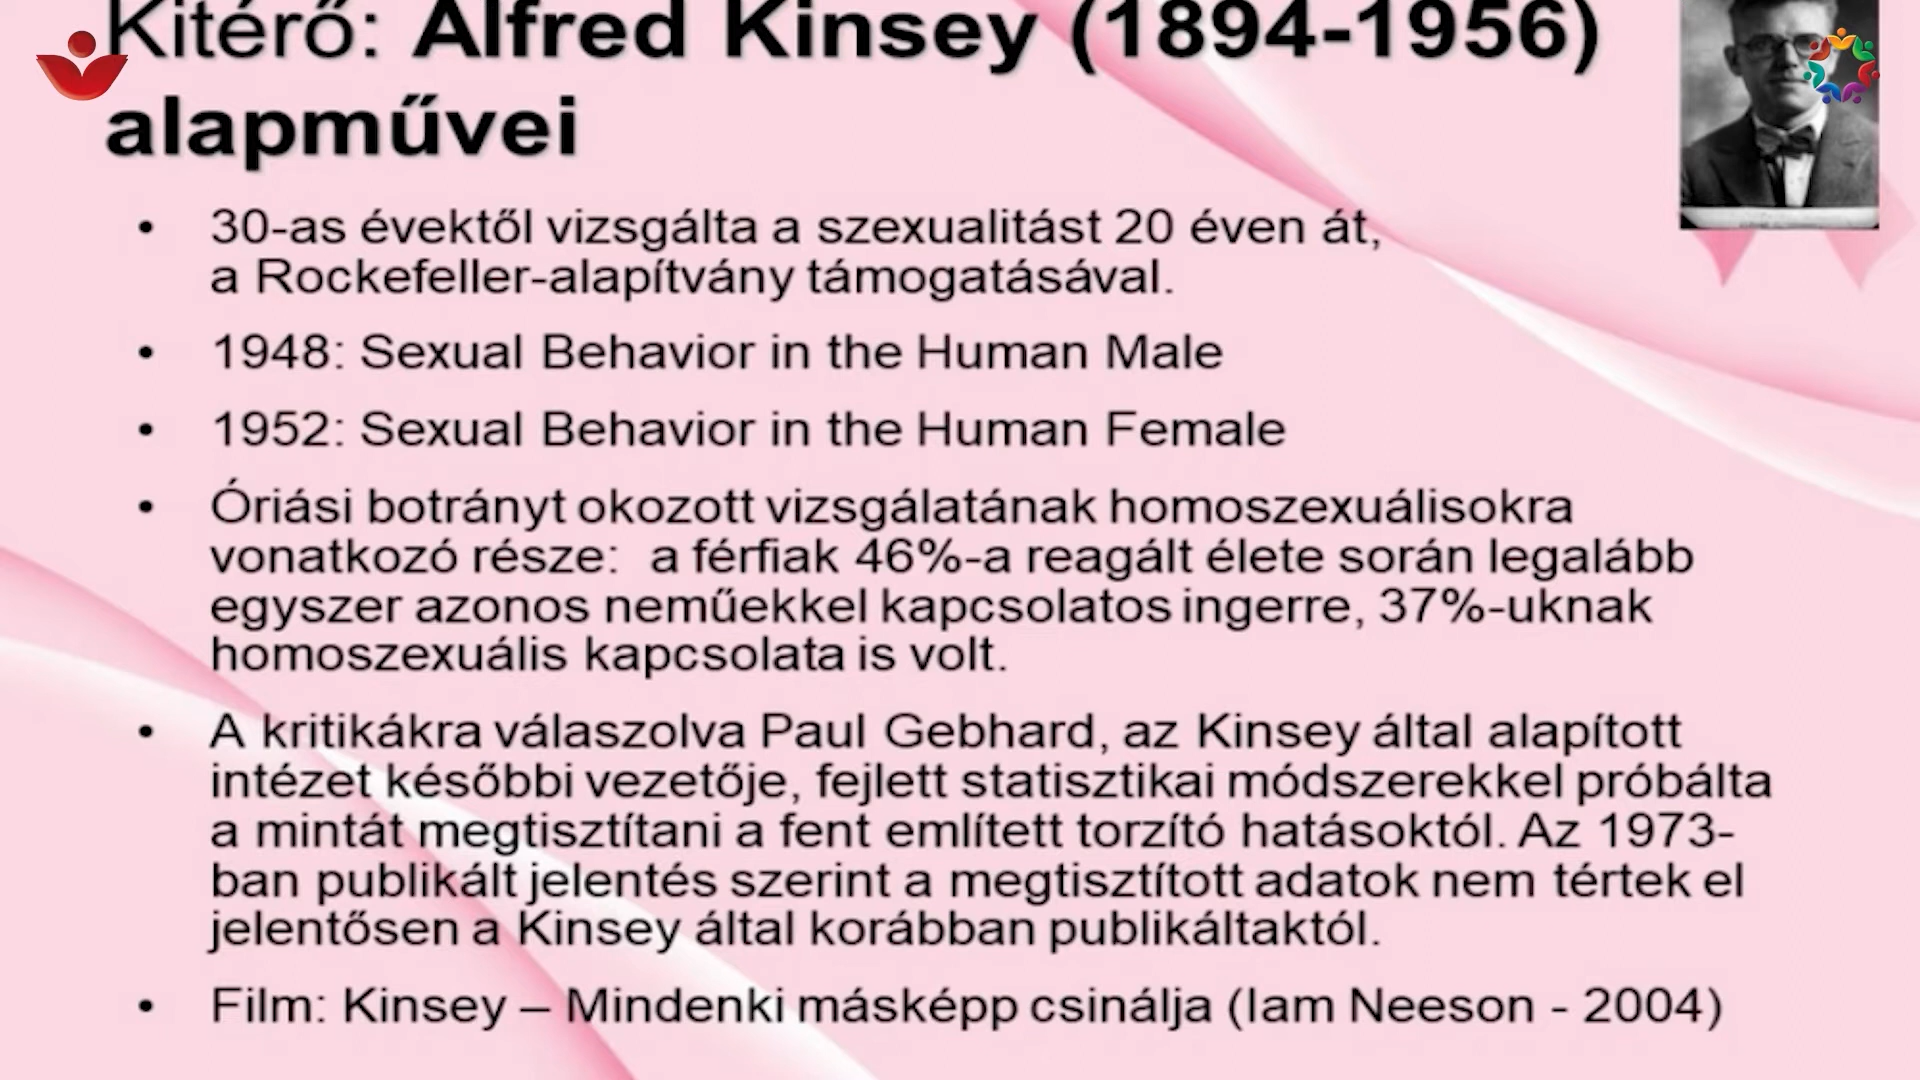 Kitérő: Alfred Kinsey (1894-1956)
alapművei
• 30-as évektől vizsgálta a szexualitást 20 éven át,
a Rockefeller-alapítvány támogatásával.
• 1948: Sexual Behavior in the Human Male
• 1952: Sexual Behavior in the Human Female
• Óriási botrányt okozott vizsgálatának homoszexuálisokra
vonatkozó része: a férfiak 46%-a reagált élete során legalább
egyszer azonos neműekkel kapcsolatos ingerre, 37%-uknak
homoszexuális kapcsolata is volt.
• A kritikákra válaszolva Paul Gebhard, az Kinsey által alapított
intézet későbbi vezetője, fejlett statisztikai módszerekkel próbálta
a mintát megtisztítani a fent említett torzító hatásoktól. Az 1973-
ban publikált jelentés szerint a megtisztított adatok nem tértek el
jelentősen a Kinsey által korábban publikáltaktól.
• Film: Kinsey – Mindenki másképp csinálja (Iam Neeson - 2004)